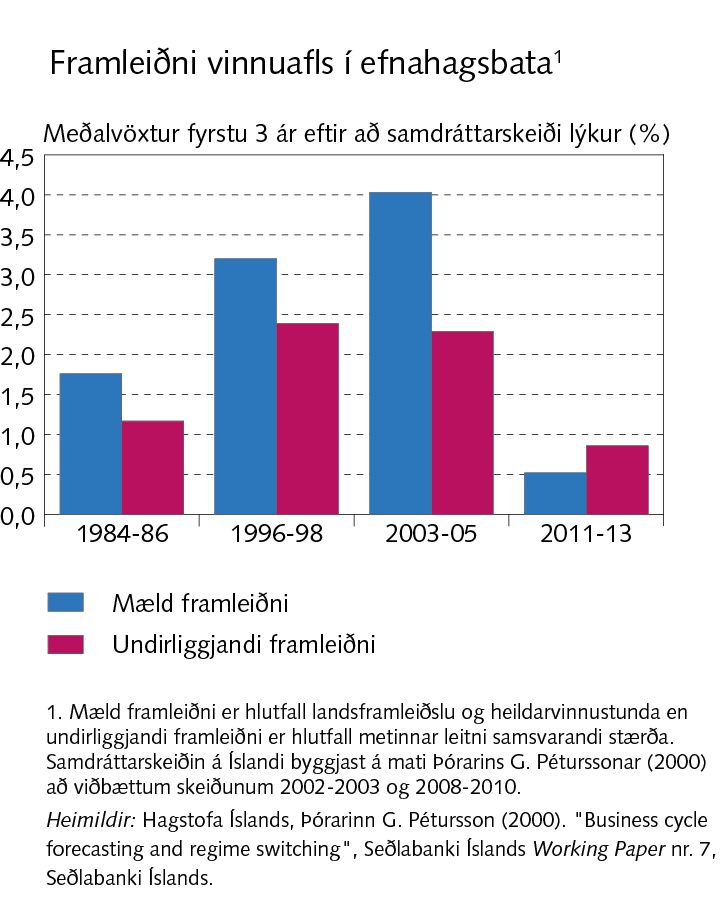 Framleiðni vinnuafls í efnahagsbata¹
Meðalvöxtur fyrstu 3 ár eftir að samdráttarskeiði lýkur (%)
4,5
4,0
3,5
3,0
2,5
2,0
1,5
1,0
0,5
0,0
1984-86 1996-98 2003-05 2011-13
Mæld framleiðni
Undirliggjandi framleiðni
1. Mæld framleiðni er hlutfall landsframleiðslu og heildarvinnustunda en
undirliggjandi framleiðni er hlutfall metinnar leitni samsvarandi stærða.
Samdráttarskeiðin á Íslandi byggjast á mati Þórarins G. Péturssonar (2000)
að viðbættum skeiðunum 2002-2003 og 2008-2010.
Heimildir: Hagstofa Íslands, Þórarinn G. Pétursson (2000). "Business cycle
forecasting and regime switching", Seðlabanki Íslands Working Paper nr. 7,
Seðlabanki Íslands.